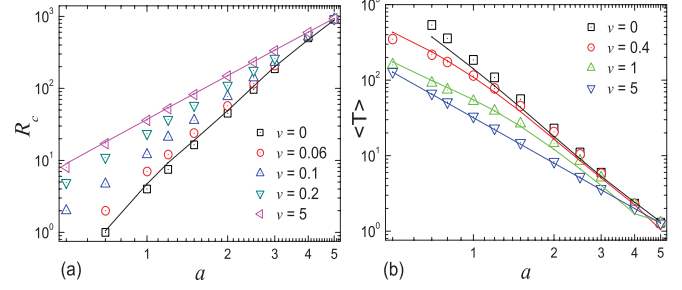 10³
10²
10¹
10⁰
R_c
v = 0
v = 0.06
v = 0.1
v = 0.2
v = 5
(a)
1
2
3
4
5
a
10³
10²
10¹
10⁰
<T>
v = 0
v = 0.4
v = 1
v = 5
(b)
1
2
3
4
5
a